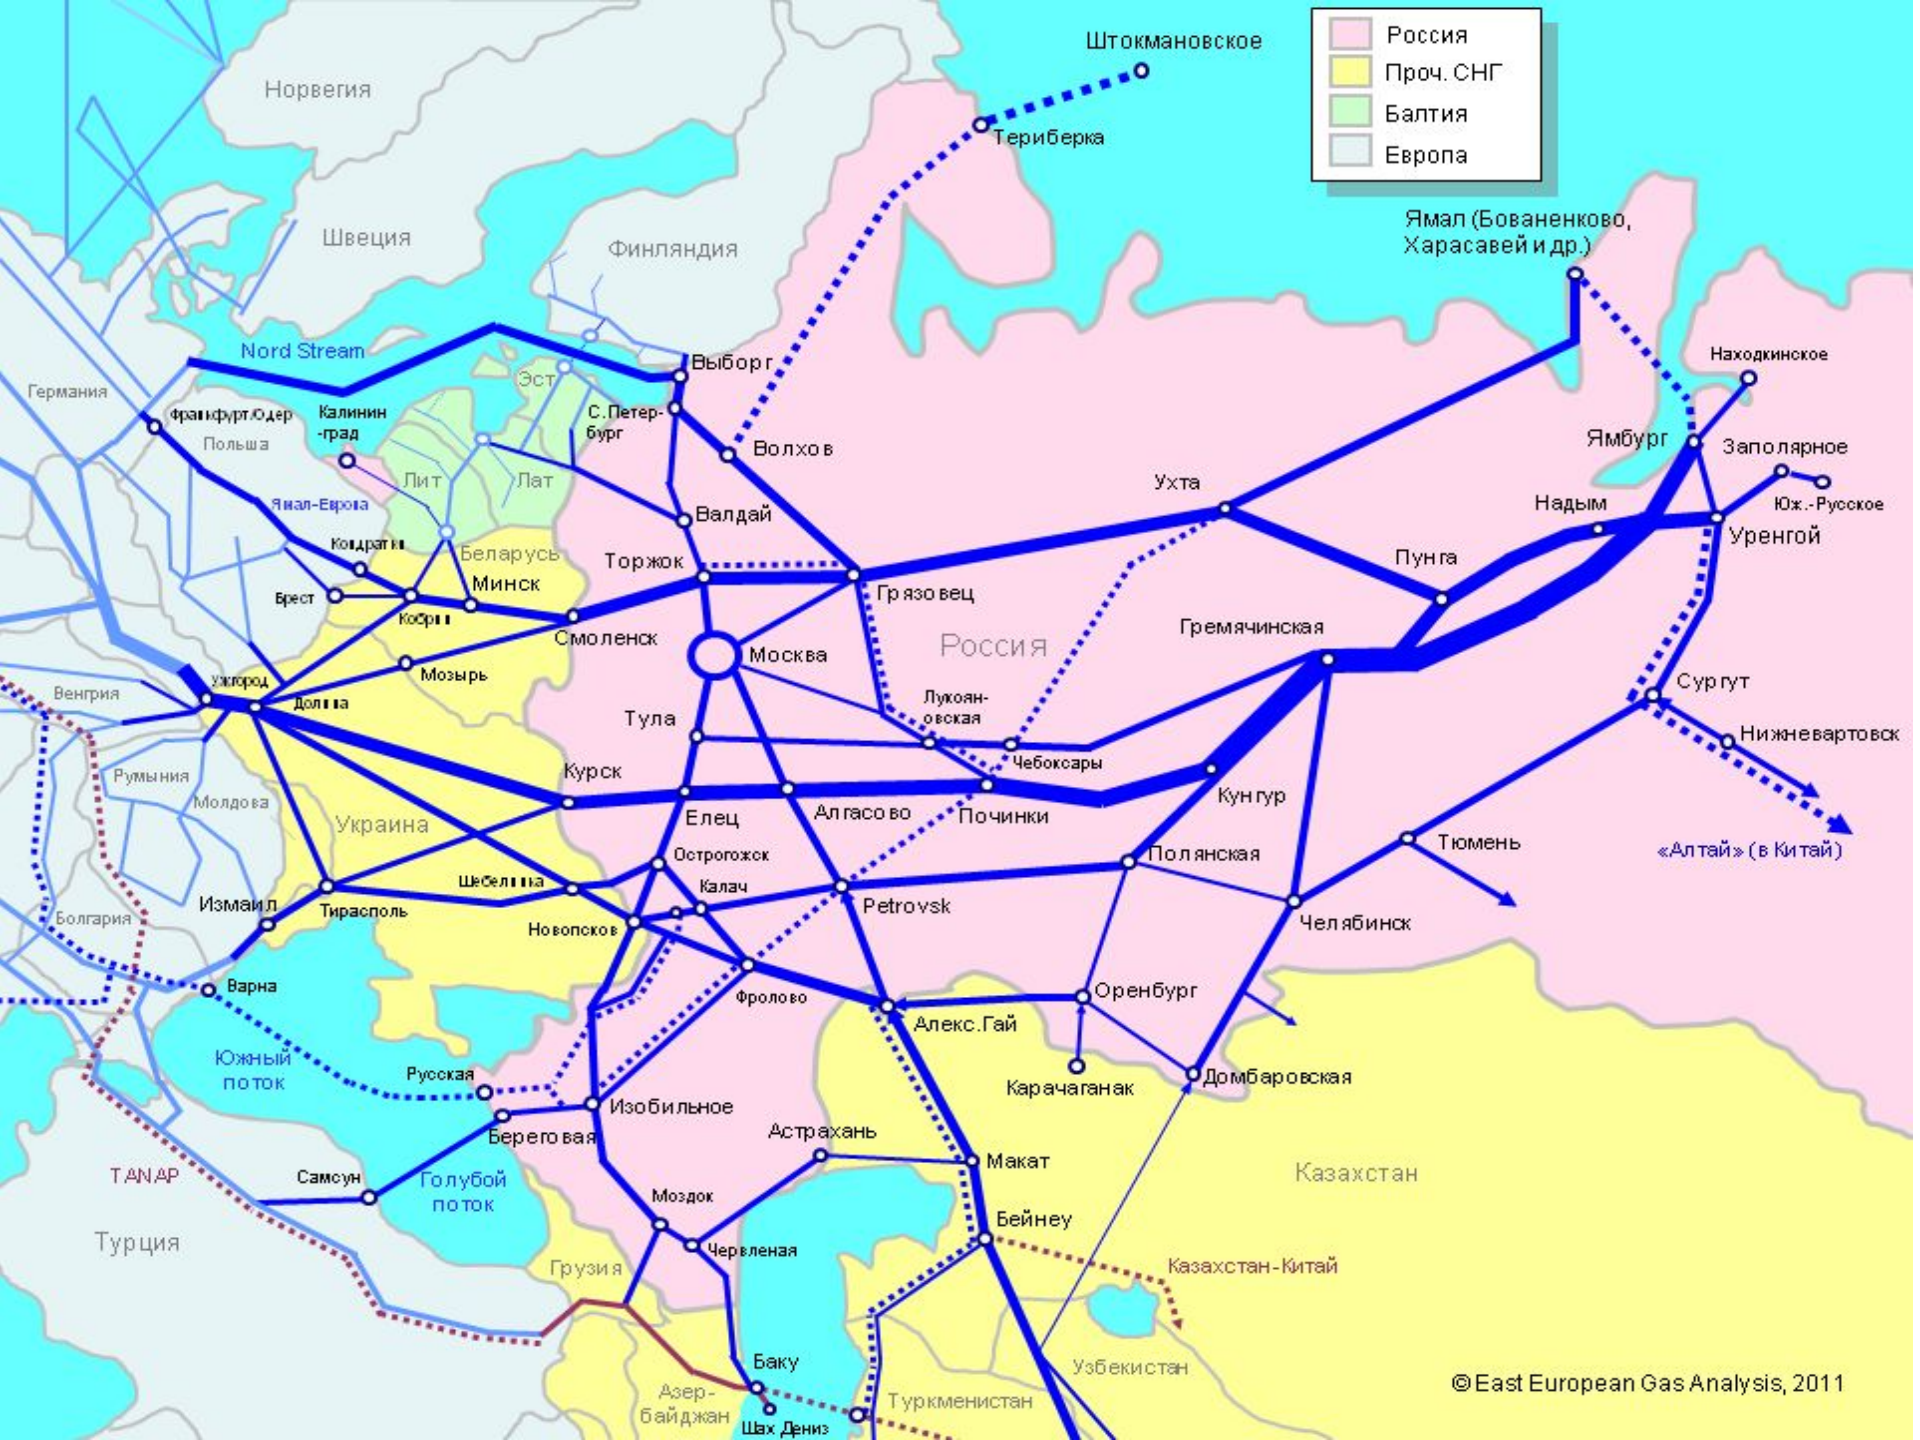 Штокмановское
Россия
Проч. СНГ
Балтия
Европа
Норвегия
Териберка
Ямал (Бованенково,
Харасавей и др.)
Швеция
Финляндия
Nord Stream
Выборг
Находкинское
Германия
Эст
Франкфурт/Одер
Калинин
-град
С.Петер-
бург
Польша
Волхов
Ямбург
Заполярное
Лит
Лат
Ухта
Надым
Юж.-Русское
Ямал-Европа
Валдай
Уренгой
Кондратки
Беларусь
Торжок
Пунга
Минск
Брест
Грязовец
Кобрин
Смоленск
Россия
Гремячинская
Москва
Мозырь
Ужгород
Долина
Венгрия
Сургут
Тула
Лукоян-
овская
Нижневартовск
Чебоксары
Румыния
Курск
Молдова
Кунгур
Украина
Елец
Алгасово
Починки
Тюмень
«Алтай» (в Китай)
Острогожск
Полянская
Шебелинка
Калач
Измаил
Тирасполь
Petrovsk
Болгария
Новопсков
Челябинск
Варна
Фролово
Оренбург
Алекс.Гай
Южный
поток
Русская
Карачаганак
Домбаровская
Изобильное
Береговая
Астрахань
Макат
TANAP
Самсун
Голубой
поток
Казахстан
Моздок
Бейнеу
Турция
Червленая
Грузия
Казахстан-Китай
Баку
Узбекистан
Азер-
байджан
Туркменистан
Шах Дениз
©East European Gas Analysis, 2011